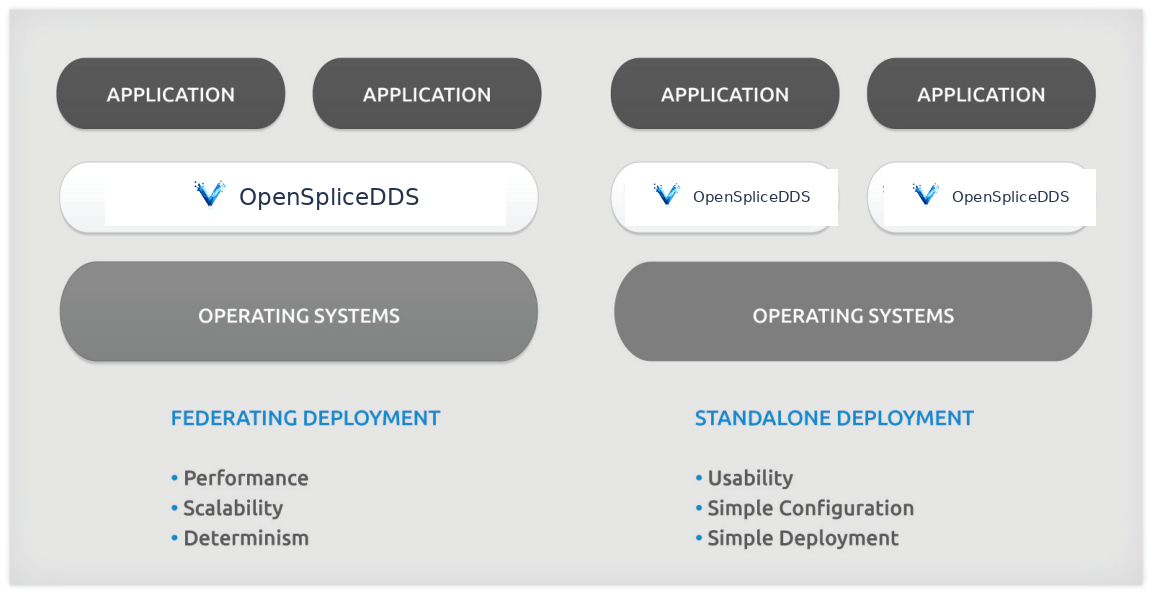 APPLICATION APPLICATION APPLICATION APPLICATION
OpenSpliceDDS OpenSpliceDDS OpenSpliceDDS
OPERATING SYSTEMS OPERATING SYSTEMS
FEDERATING DEPLOYMENT
• Performance
• Scalability
• Determinism
STANDALONE DEPLOYMENT
• Usability
• Simple Configuration
• Simple Deployment